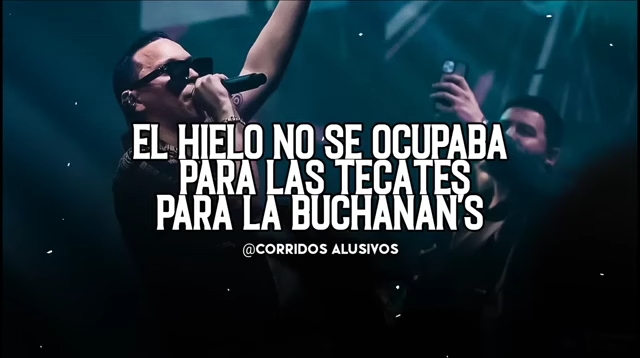 EL HIELO NO SE OCUPABA
PARA LAS TECATES
PARA LA BUCHANAN'S
@CORRIDOS ALUSIVOS